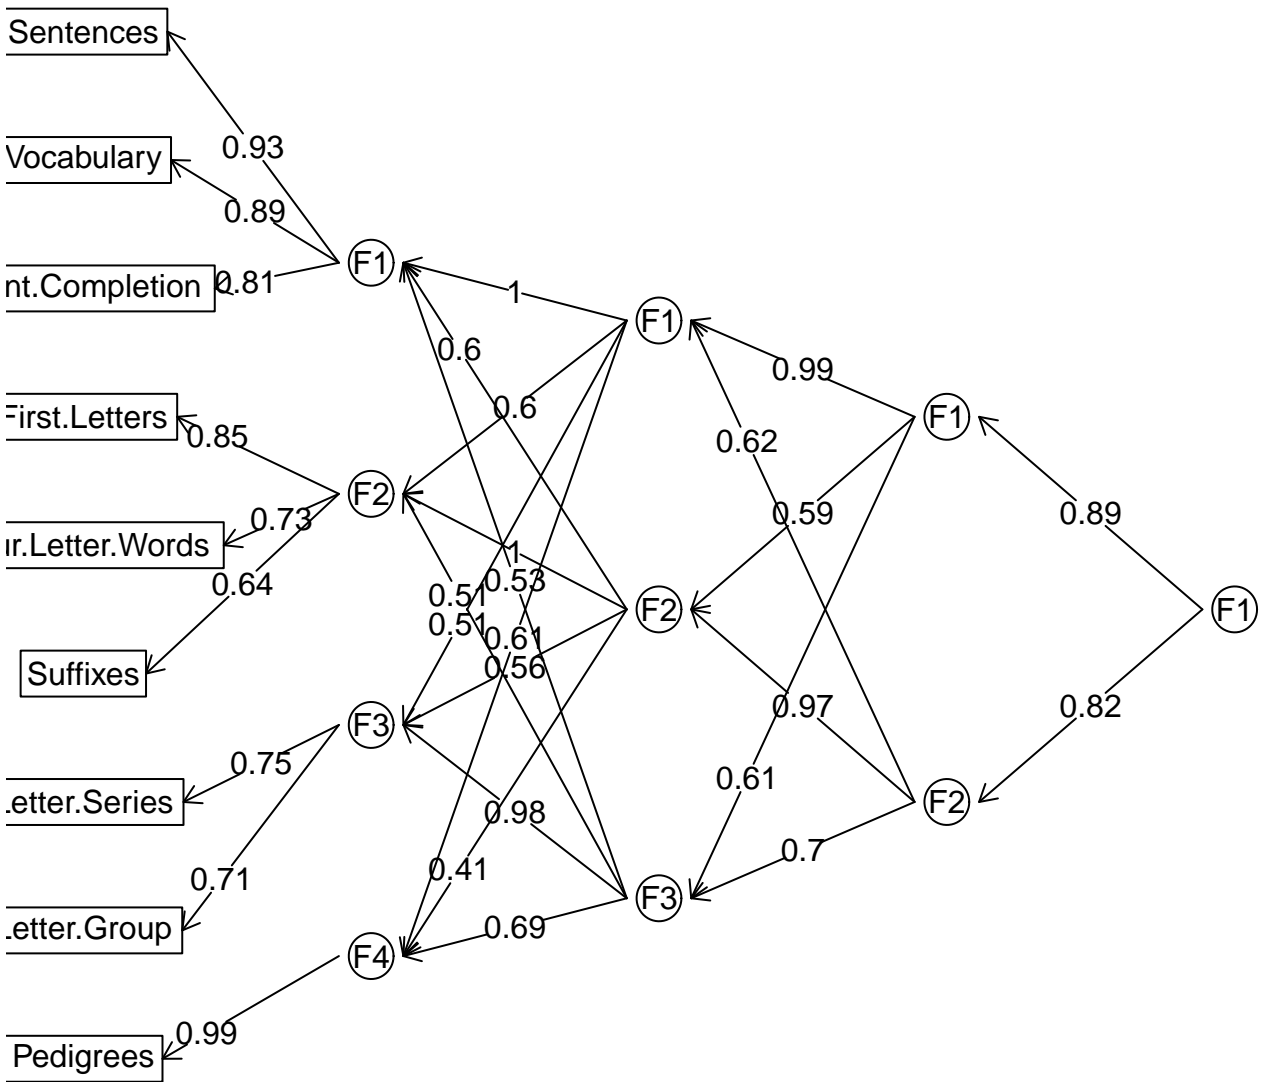 Sentences
0.93
Vocabulary
0.89
F1
nt.Completion
0.81
1
F1
0.6
0.99
0.6
First.Letters
0.85
F1
0.62
F2
0.73
0.59
0.89
r.Letter.Words
1
0.64
0.53
0.51
F2
F1
0.51
0.61
0.56
Suffixes
0.97
0.82
F3
0.75
0.61
Letter.Series
0.98
F2
0.71
0.41
0.7
F3
Letter.Group
0.69
F4
0.99
Pedigrees